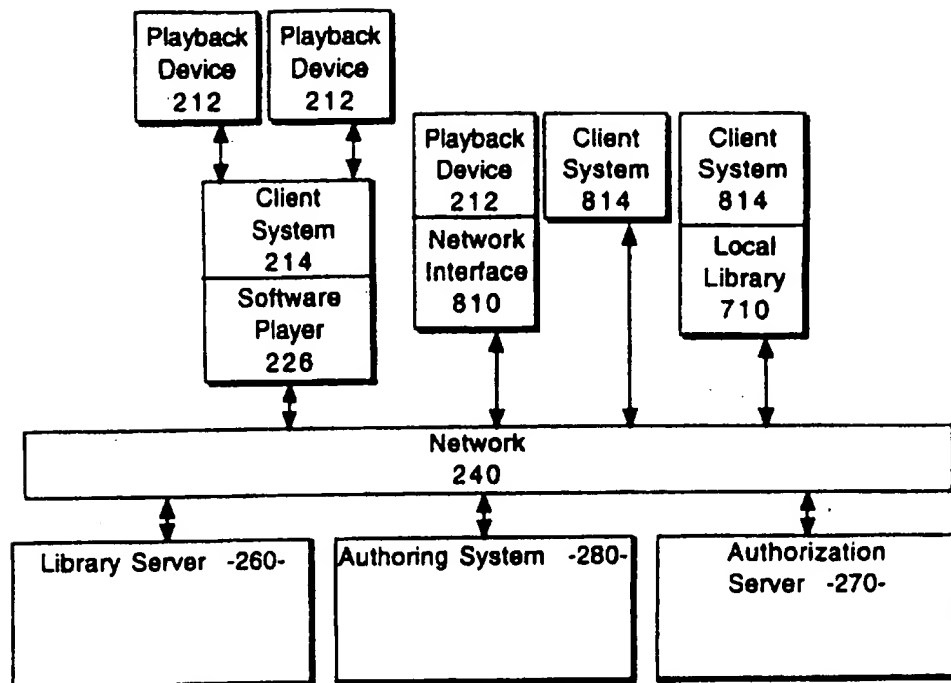 Playback
Device
212
Playback
Device
212
Client
System
214
Software
Player
226
Playback
Device
212
Network
Interface
810
Client
System
814
Client
System
814
Local
Library
710
Network
240
Library Server -260-
Authoring System -280-
Authorization
Server -270-